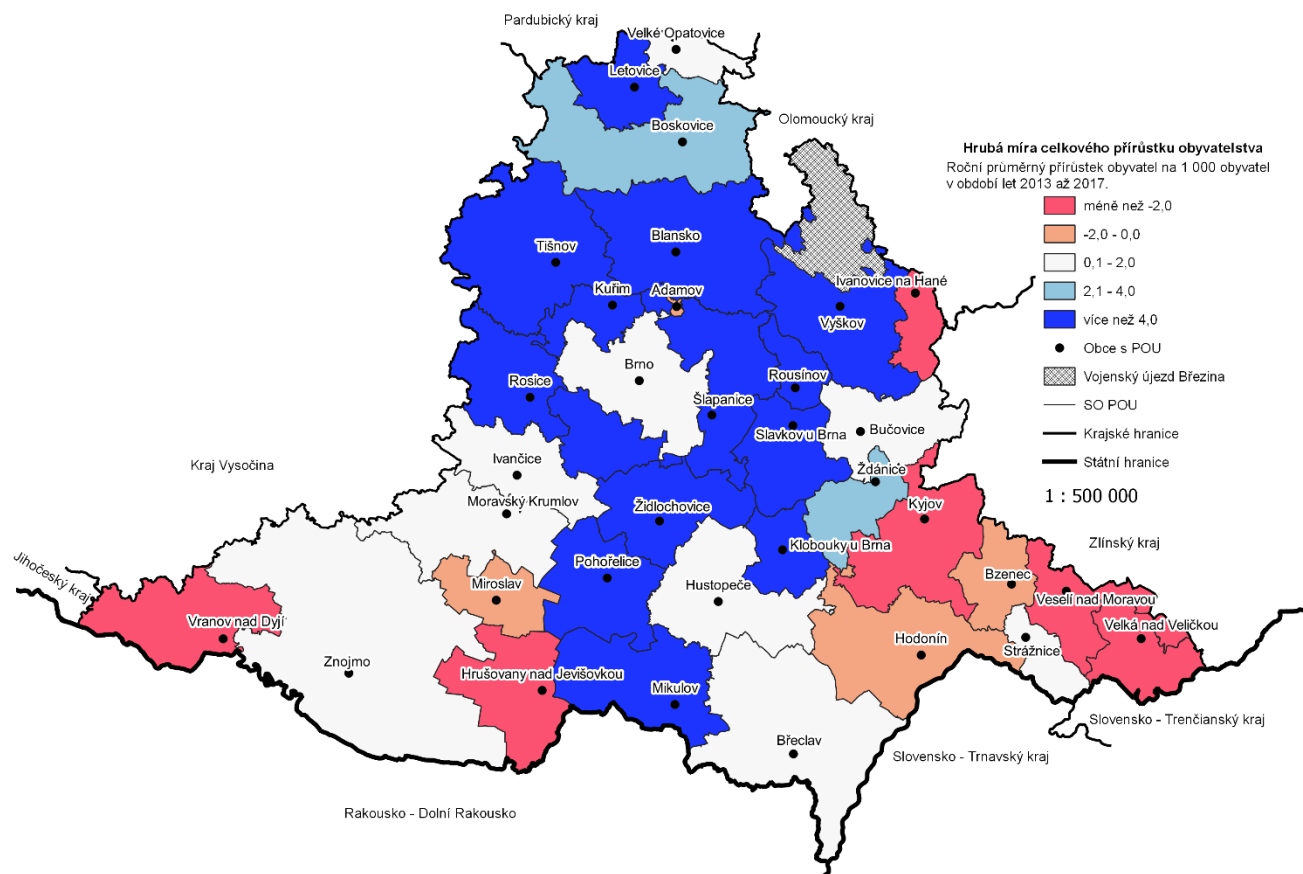 Pardubický kraj
Velké Opatovice
Letovice
Olomoucký kraj
Boskovice
Hrubá míra celkového přírůstku obyvatelstva
Roční průměrný přírůstek obyvatel na 1 000 obyvatel
v období let 2013 až 2017.
méně než -2,0
-2,0 - 0,0
0,1 - 2,0
2,1 - 4,0
více než 4,0
Obce s POU
Vojenský újezd Březina
SO POU
Krajské hranice
Státní hranice
1 : 500 000
Tišnov
Blansko
Ivanovice na Hané
Kuřim
Adamov
Vyškov
Brno
Rousínov
Rosice
Šlapanice
Slavkov u Brna
Bučovice
Kraj Vysočina
Ivančice
Ždánice
Moravský Krumlov
Židlochovice
Kyjov
Klobouky u Brna
Zlínský kraj
Jihočeský kraj
Miroslav
Pohořelice
Hustopeče
Bzenec
Veselí nad Moravou
Vranov nad Dyjí
Velká nad Veličkou
Strážnice
Hodonín
Znojmo
Hrušovany nad Jevišovkou
Mikulov
Slovensko - Trenčianský kraj
Břeclav
Slovensko - Trnavský kraj
Rakousko - Dolní Rakousko